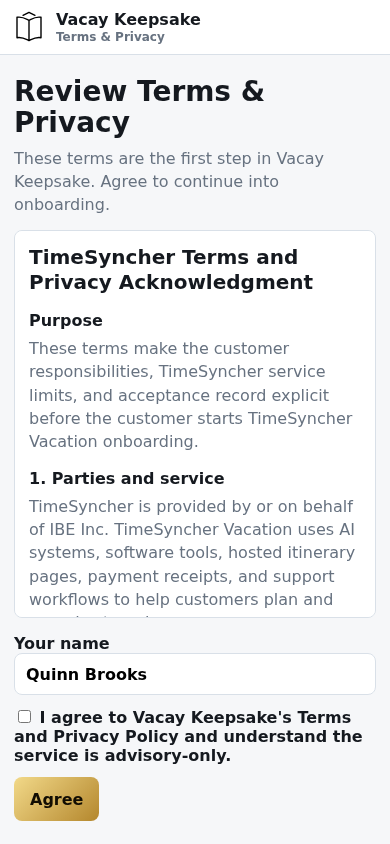 Vacay Keepsake
Terms & Privacy
Review Terms &
Privacy
These terms are the first step in Vacay
Keepsake. Agree to continue into
onboarding.
TimeSyncher Terms and
Privacy Acknowledgment
Purpose
These terms make the customer
responsibilities, TimeSyncher service
limits, and acceptance record explicit
before the customer starts TimeSyncher
Vacation onboarding.
1. Parties and service
TimeSyncher is provided by or on behalf
of IBE Inc. TimeSyncher Vacation uses AI
systems, software tools, hosted itinerary
pages, payment receipts, and support
workflows to help customers plan and
Your name
Quinn Brooks
I agree to Vacay Keepsake's Terms
and Privacy Policy and understand the
service is advisory-only.
Agree